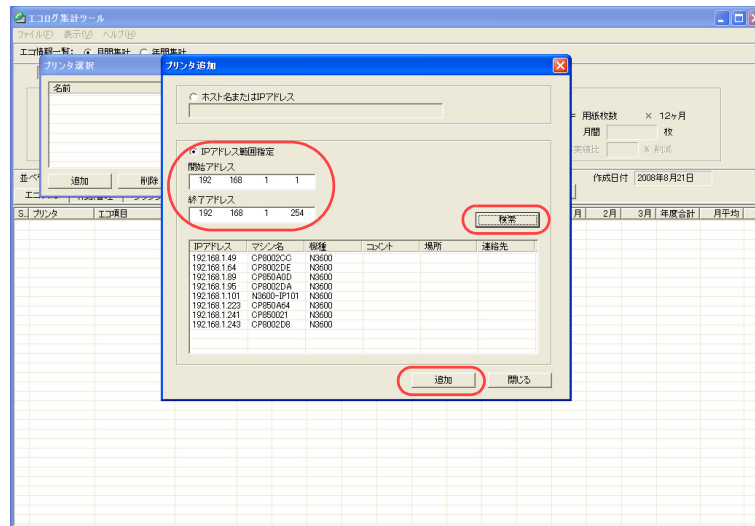 エコログ集計ツール
ファイル(F) 表示(V) ヘルプ(H)
エコ情報一覧: 月間集計 年間集計
プリンタ選択
名前
追加 削除
プリンタ追加
ホスト名またはIPアドレス
IPアドレス範囲指定
開始アドレス
192 168 1 1
終了アドレス
192 168 1 254
検索
IPアドレス マシン名 機種 コメント 場所 連絡先
192.168.1.49 CP8002CC N3600
192.168.1.64 CP8002DE N3600
192.168.1.89 CP850A0D N3600
192.168.1.95 CP8002DA N3600
192.168.1.101 N3600-IP101 N3600
192.168.1.223 CP850A64 N3600
192.168.1.241 CP850021 N3600
192.168.1.243 CP8002D8 N3600
追加 閉じる
= 用紙枚数 × 12ヶ月
月間 枚
実績比 % 削減
並べ
作成日付 2008年8月21日
S.. プリンタ エコ項目
月 2月 3月 年度合計 月平均